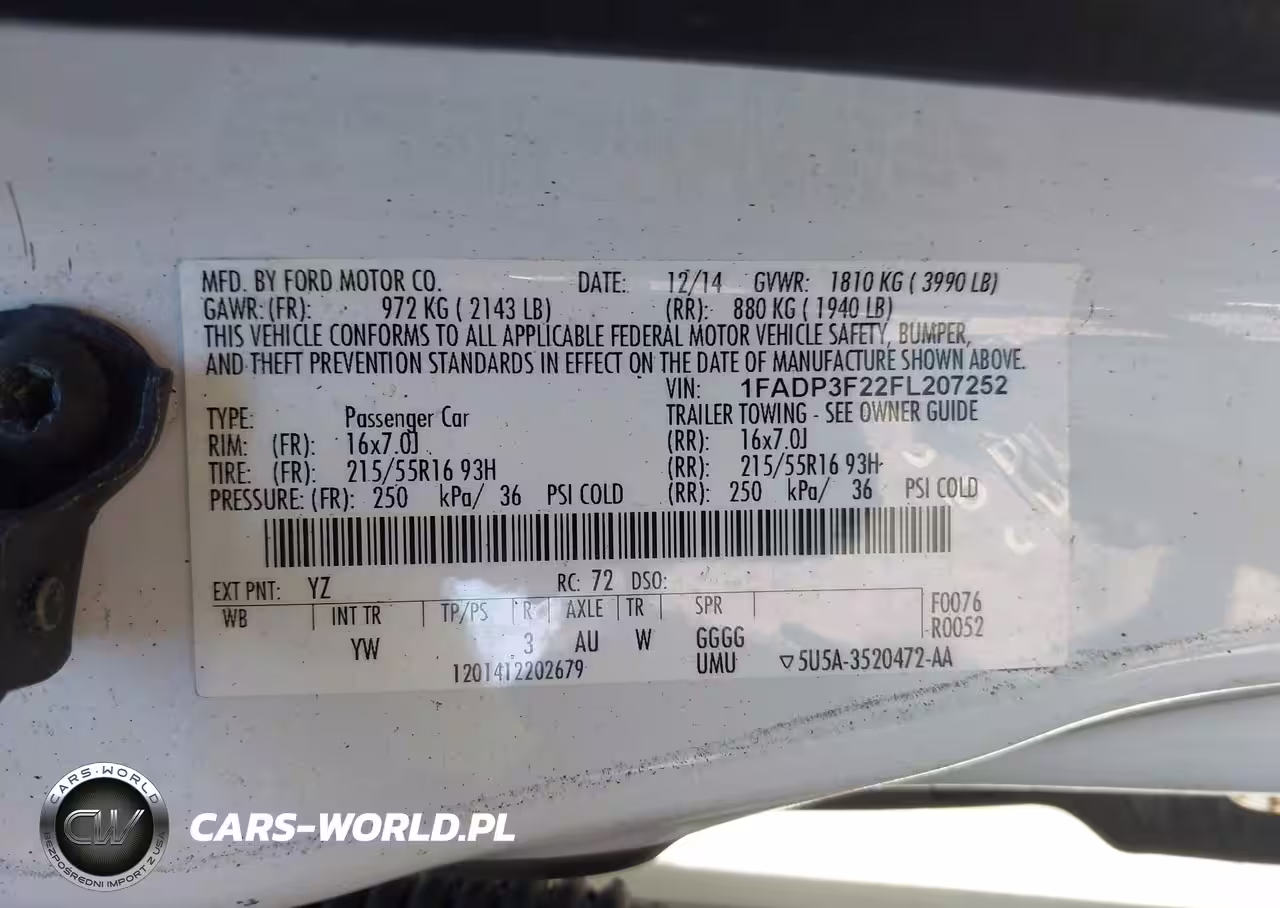 MFD. BY FORD MOTOR CO. DATE: 12/14 GVWR: 1810 KG ( 3990 LB)
GAWR: (FR): 972 KG ( 2143 LB) (RR): 880 KG ( 1940 LB)
THIS VEHICLE CONFORMS TO ALL APPLICABLE FEDERAL MOTOR VEHICLE SAFETY, BUMPER,
AND THEFT PREVENTION STANDARDS IN EFFECT ON THE DATE OF MANUFACTURE SHOWN ABOVE.
VIN: 1FADP3F22FL207252
TYPE: Passenger Car TRAILER TOWING - SEE OWNER GUIDE
RIM: (FR): 16x7.0J (RR): 16x7.0J
TIRE: (FR): 215/55R16 93H (RR): 215/55R16 93H
PRESSURE: (FR): 250 kPa/ 36 PSI COLD (RR): 250 kPa/ 36 PSI COLD
EXT PNT: YZ RC: 72 DSO:
WB INT TR TP/PS R AXLE TR SPR F0076
R0052
YW 3 AU W GGGG
1201412202679 UMU ▽5U5A-3520472-AA
CARS-WORLD
CW
BEZPOŚREDNI IMPORT Z USA
CARS-WORLD.PL